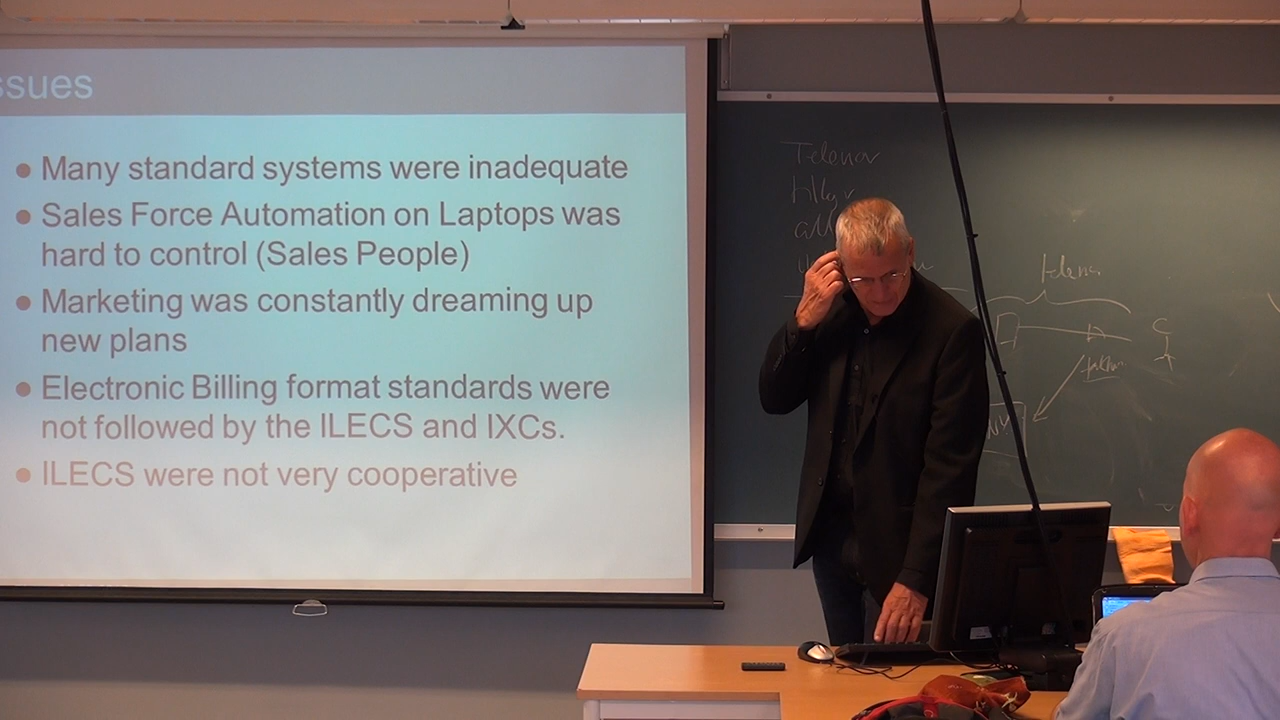 ssues
• Many standard systems were inadequate
• Sales Force Automation on Laptops was
hard to control (Sales People)
• Marketing was constantly dreaming up
new plans
• Electronic Billing format standards were
not followed by the ILECS and IXCs.
• ILECS were not very cooperative
Telenor
telenor
C